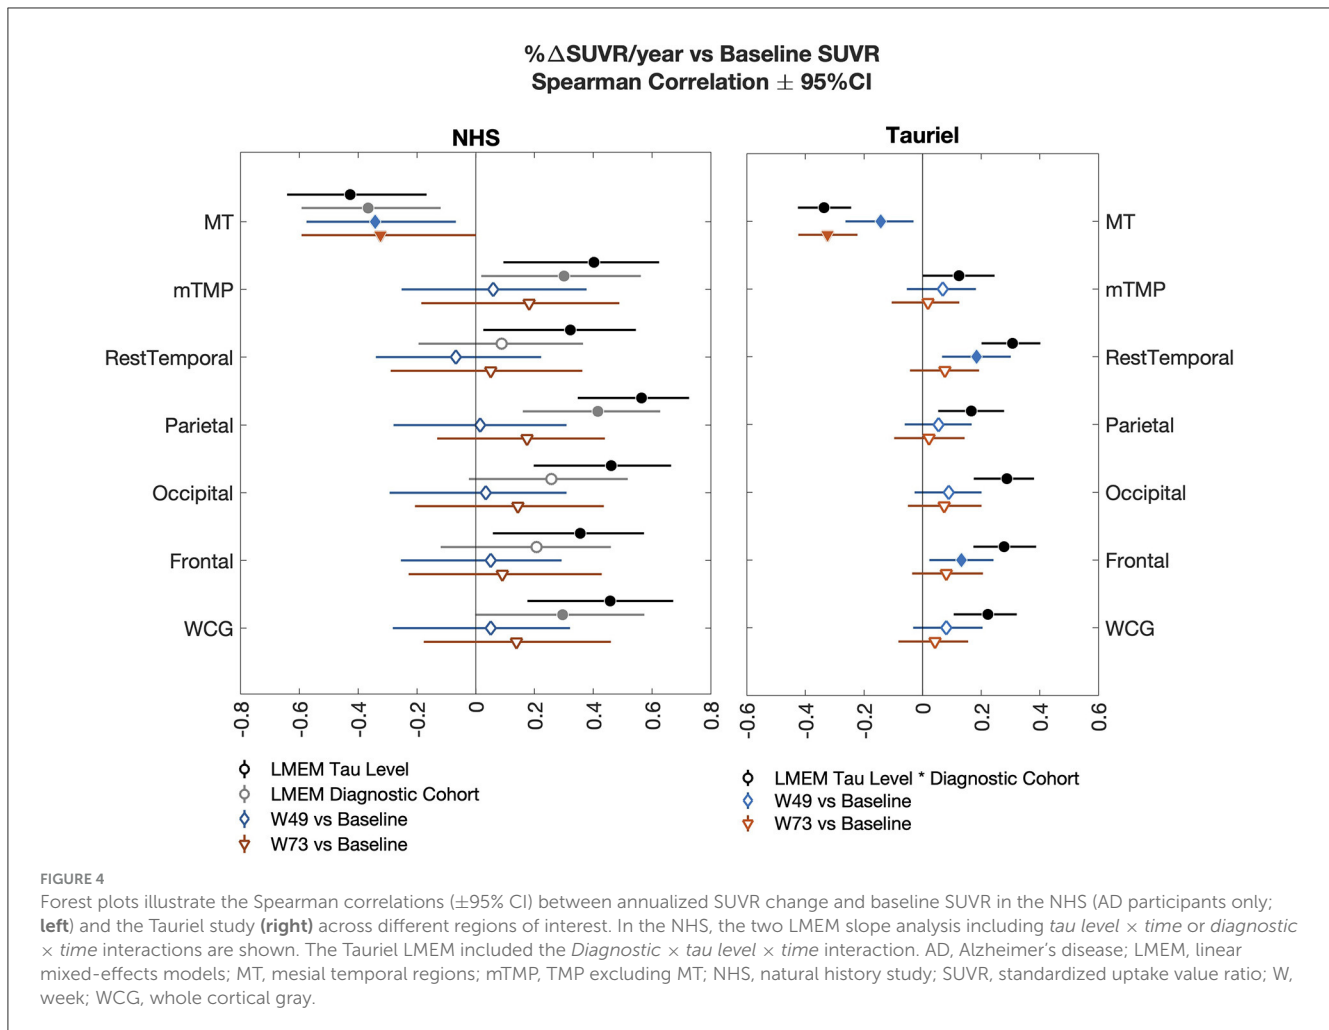 %ΔSUVR/year vs Baseline SUVR
Spearman Correlation ± 95%CI
NHS
MT
mTMP
RestTemporal
Parietal
Occipital
Frontal
WCG
-0.8
-0.6
-0.4
-0.2
0
0.2
0.4
0.6
0.8
LMEM Tau Level
LMEM Diagnostic Cohort
W49 vs Baseline
W73 vs Baseline
Tauriel
MT
mTMP
RestTemporal
Parietal
Occipital
Frontal
WCG
-0.6
-0.4
-0.2
0
0.2
0.4
0.6
LMEM Tau Level * Diagnostic Cohort
W49 vs Baseline
W73 vs Baseline
FIGURE 4
Forest plots illustrate the Spearman correlations (±95% CI) between annualized SUVR change and baseline SUVR in the NHS (AD participants only;
left) and the Tauriel study (right) across different regions of interest. In the NHS, the two LMEM slope analysis including tau level × time or diagnostic
× time interactions are shown. The Tauriel LMEM included the Diagnostic × tau level × time interaction. AD, Alzheimer's disease; LMEM, linear
mixed-effects models; MT, mesial temporal regions; mTMP, TMP excluding MT; NHS, natural history study; SUVR, standardized uptake value ratio; W,
week; WCG, whole cortical gray.